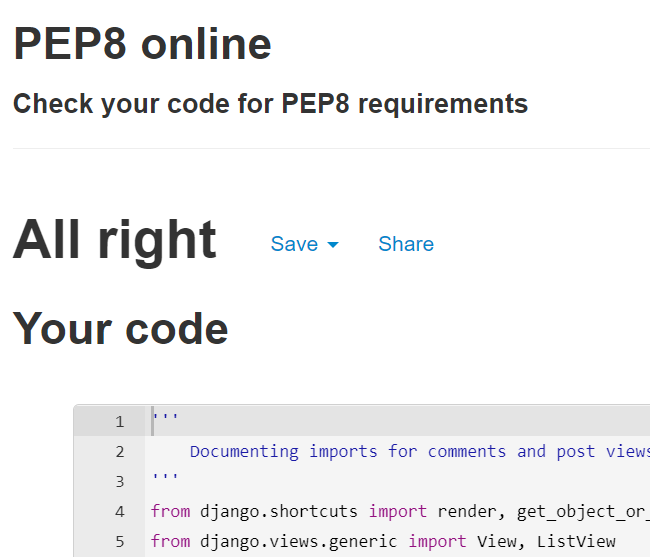 PEP8 online
Check your code for PEP8 requirements
All right Save Share
Your code
1 '''
2 Documenting imports for comments and post views
3 '''
4 from django.shortcuts import render, get_object_or_
5 from django.views.generic import View, ListView